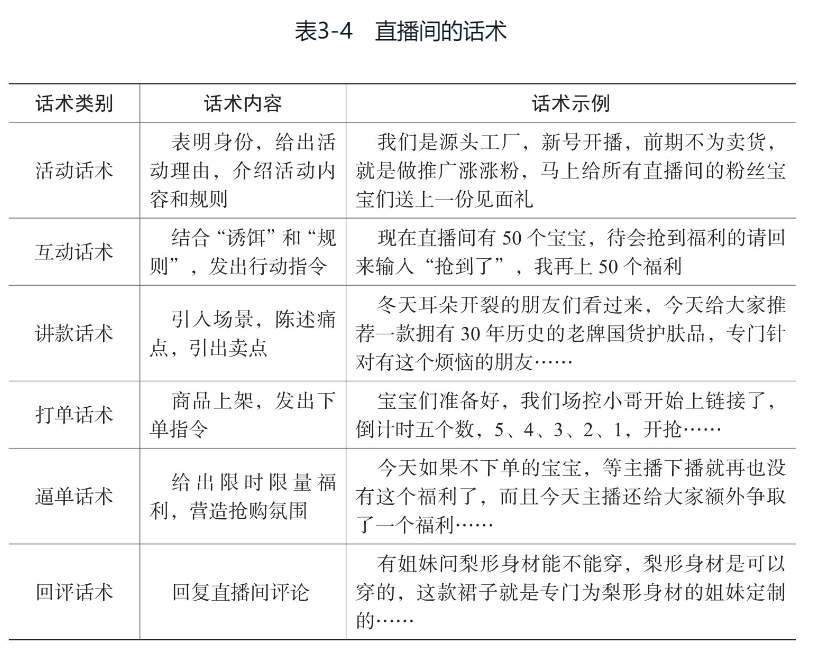 表3-4 直播间的话术
话术类别 话术内容 话术示例
活动话术
表明身份，给出活
动理由，介绍活动内
容和规则
我们是源头工厂，新号开播，前期不为卖货，
就是做推广涨涨粉，马上给所有直播间的粉丝宝
宝们送上一份见面礼
互动话术
结合“诱饵”和“规
则”，发出行动指令
现在直播间有 50 个宝宝，待会抢到福利的请回
来输入“抢到了”，我再上 50 个福利
讲款话术
引入场景，陈述痛
点，引出卖点
冬天耳朵开裂的朋友们看过来，今天给大家推
荐一款拥有 30 年历史的老牌国货护肤品，专门针
对有这个烦恼的朋友……
打单话术
商品上架，发出下
单指令
宝宝们准备好，我们场控小哥开始上链接了，
倒计时五个数，5、4、3、2、1，开抢……
逼单话术
给出限时限量福
利，营造抢购氛围
今天如果不下单的宝宝，等主播下播就再也没
有这个福利了，而且今天主播还给大家额外争取
了一个福利……
回评话术
回复直播间评论
有姐妹问梨形身材能不能穿，梨形身材是可以
穿的，这款裙子就是专门为梨形身材的姐妹定制
的……